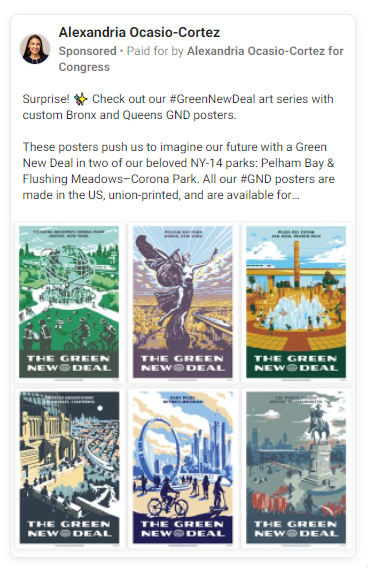 Alexandria Ocasio-Cortez
Sponsored • Paid for by Alexandria Ocasio-Cortez for
Congress
Surprise! ✨ Check out our #GreenNewDeal art series with
custom Bronx and Queens GND posters.
These posters push us to imagine our future with a Green
New Deal in two of our beloved NY-14 parks: Pelham Bay &
Flushing Meadows–Corona Park. All our #GND posters are
made in the US, union-printed, and are available for…
FLUSHING MEADOWS CORONA PARK
QUEENS, NEW YORK
THE GREEN
NEW DEAL
PELHAM BAY PARK
BRONX, NEW YORK
THE GREEN
NEW DEAL
PLAZA DEL
SAN JUAN, PUERTO RICO
THE GREEN
NEW DEAL
OBSERVATORY
CALIFORNIA
THE GREEN
NEW DEAL
HART PLAZA
DETROIT, MICHIGAN
THE GREEN
NEW DEAL
THE GREEN
NEW DEAL